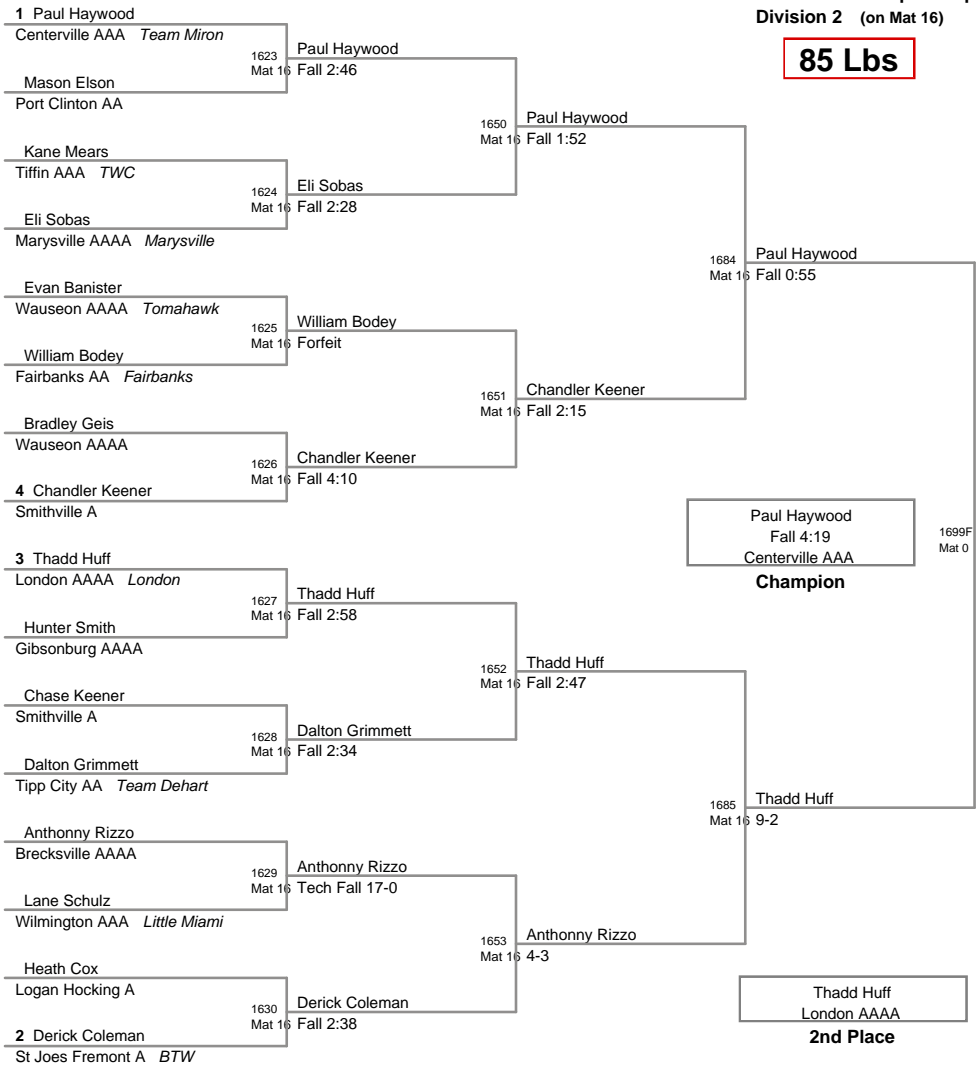 Division 2 (on Mat 16)
85 Lbs
1 Paul Haywood
Centerville AAA Team Miron
1623
Mat 16
Paul Haywood
Fall 2:46
Mason Elson
Port Clinton AA
1650
Mat 16
Paul Haywood
Fall 1:52
Kane Mears
Tiffin AAA TWC
1624
Mat 16
Eli Sobas
Fall 2:28
Eli Sobas
Marysville AAAA Marysville
1684
Mat 16
Paul Haywood
Fall 0:55
Evan Banister
Wauseon AAAA Tomahawk
1625
Mat 16
William Bodey
Forfeit
William Bodey
Fairbanks AA Fairbanks
1651
Mat 16
Chandler Keener
Fall 2:15
Bradley Geis
Wauseon AAAA
1626
Mat 16
Chandler Keener
Fall 4:10
4 Chandler Keener
Smithville A
Paul Haywood
Fall 4:19
Centerville AAA
Champion
1699F
Mat 0
3 Thadd Huff
London AAAA London
1627
Mat 16
Thadd Huff
Fall 2:58
Hunter Smith
Gibsonburg AAAA
1652
Mat 16
Thadd Huff
Fall 2:47
Chase Keener
Smithville A
1628
Mat 16
Dalton Grimmett
Fall 2:34
Dalton Grimmett
Tipp City AA Team Dehart
1685
Mat 16
Thadd Huff
9-2
Anthonny Rizzo
Brecksville AAAA
1629
Mat 16
Anthonny Rizzo
Tech Fall 17-0
Lane Schulz
Wilmington AAA Little Miami
1653
Mat 16
Anthonny Rizzo
4-3
Heath Cox
Logan Hocking A
1630
Mat 16
Derick Coleman
Fall 2:38
2 Derick Coleman
St Joes Fremont A BTW
Thadd Huff
London AAAA
2nd Place